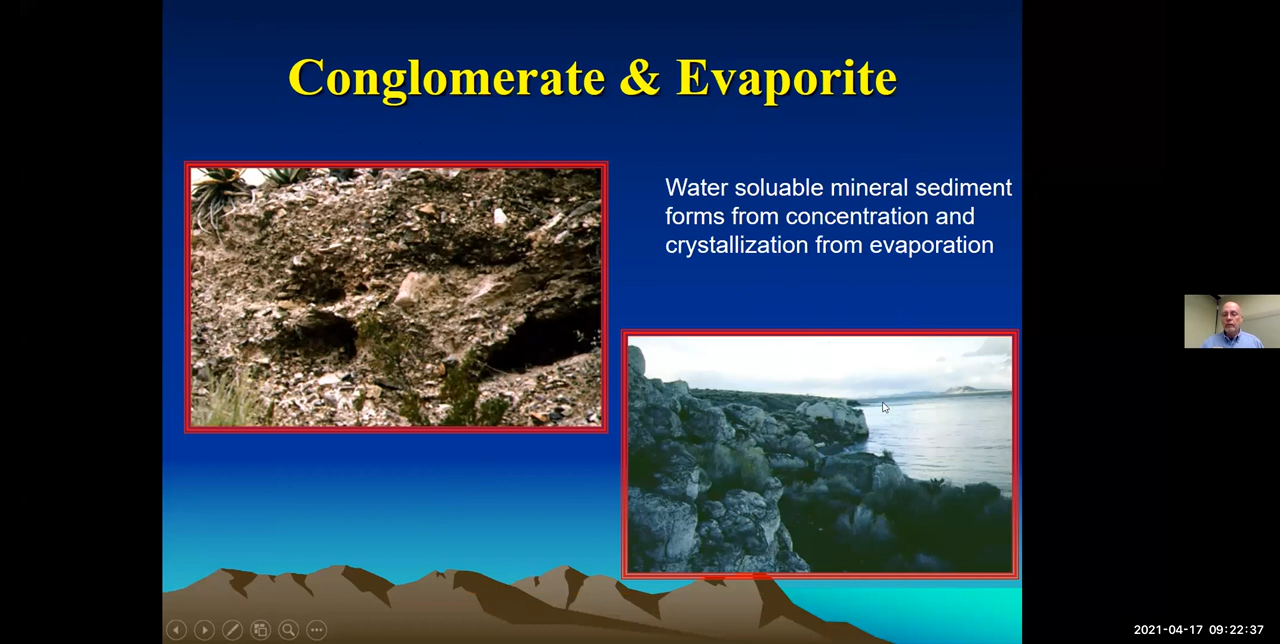 Conglomerate & Evaporite
Water soluable mineral sediment
forms from concentration and
crystallization from evaporation
2021-04-17 09:22:37